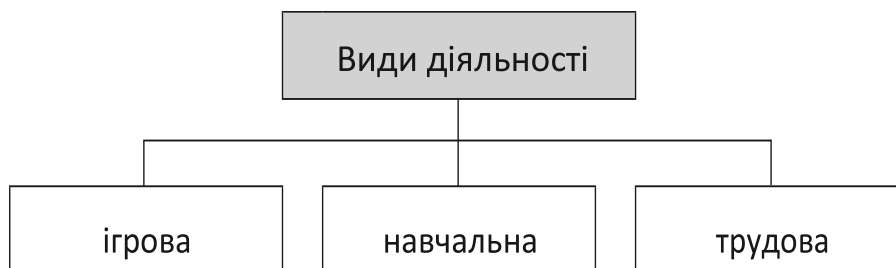 Види діяльності
ігрова
навчальна
трудова